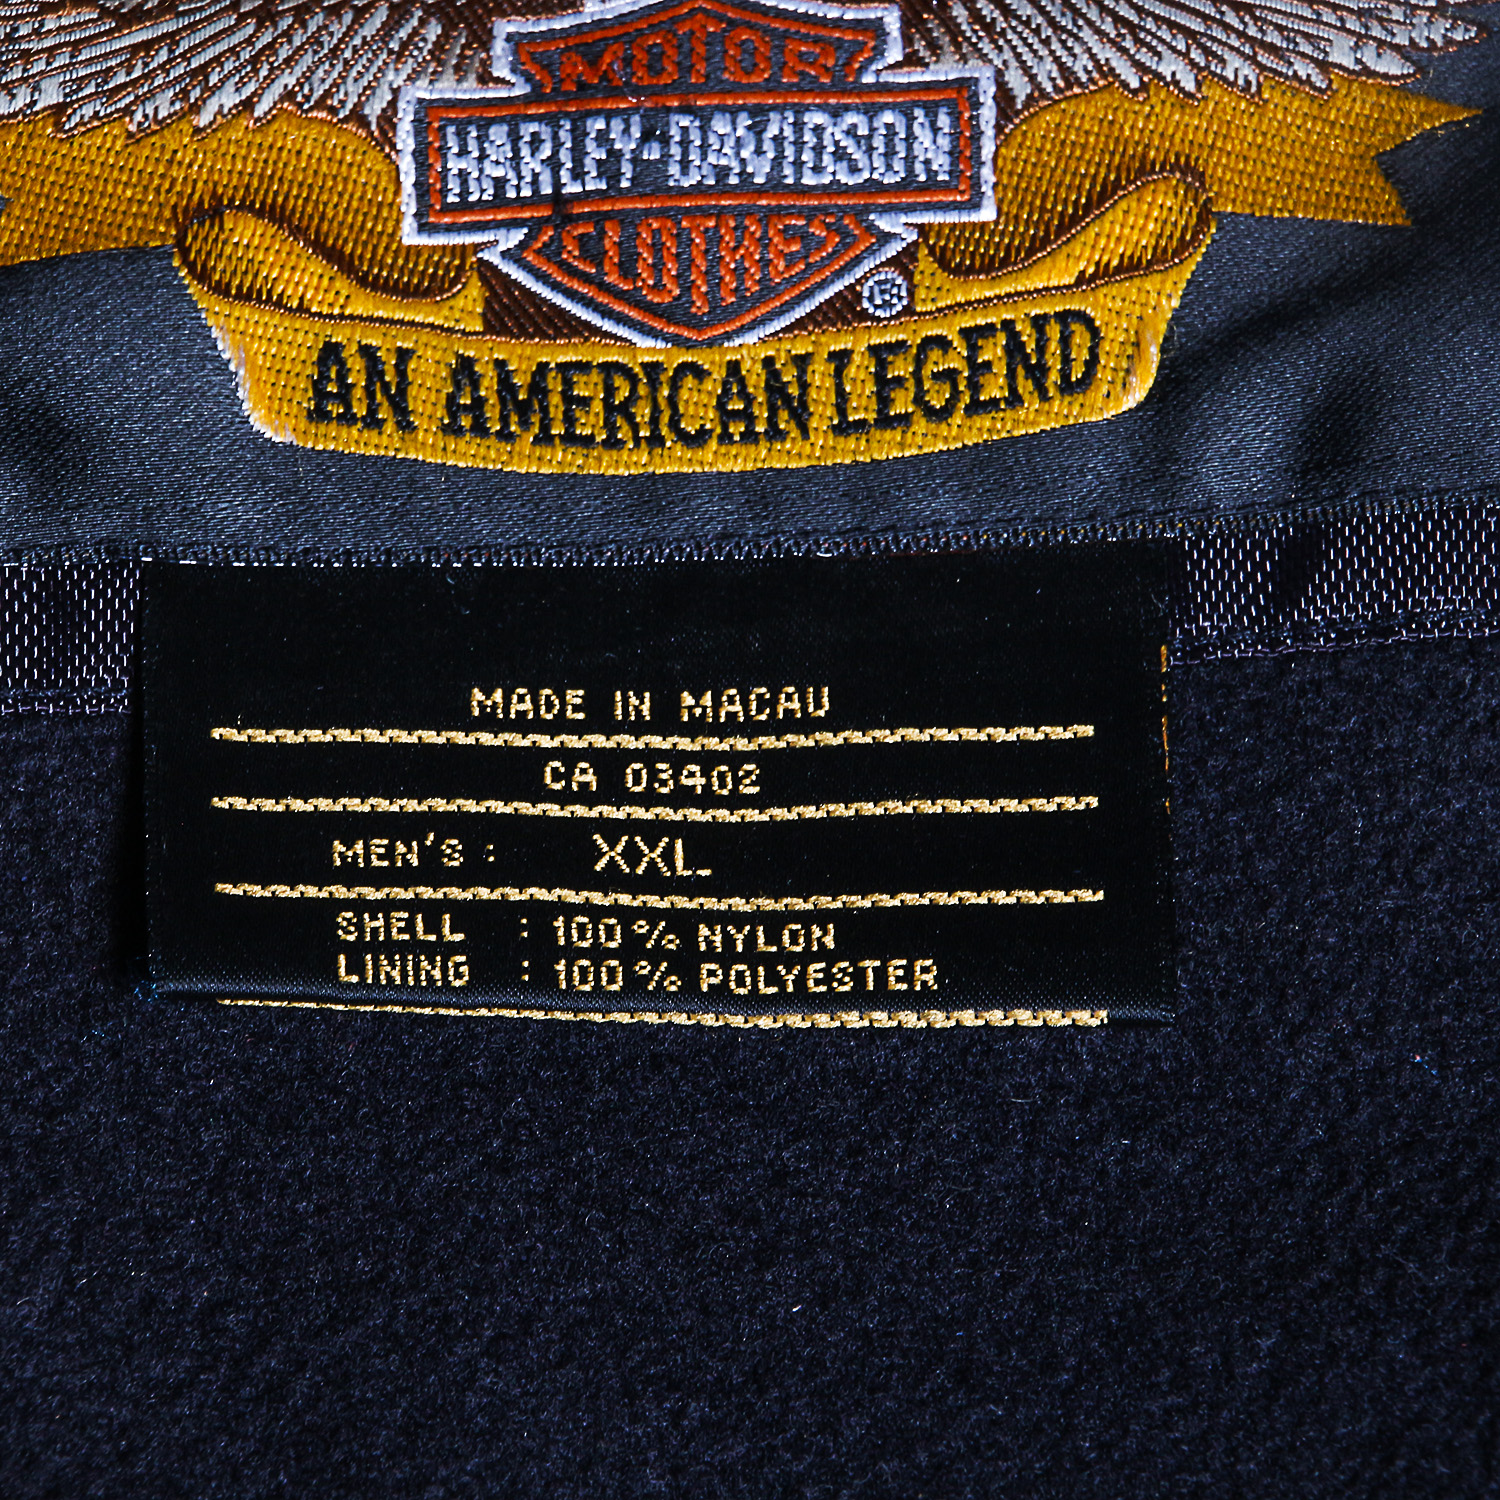 MOTOR
HARLEY-DAVIDSON
CLOTHES
®
AN AMERICAN LEGEND
MADE IN MACAU
CA 03402
MEN'S : XXL
SHELL : 100% NYLON
LINING : 100% POLYESTER